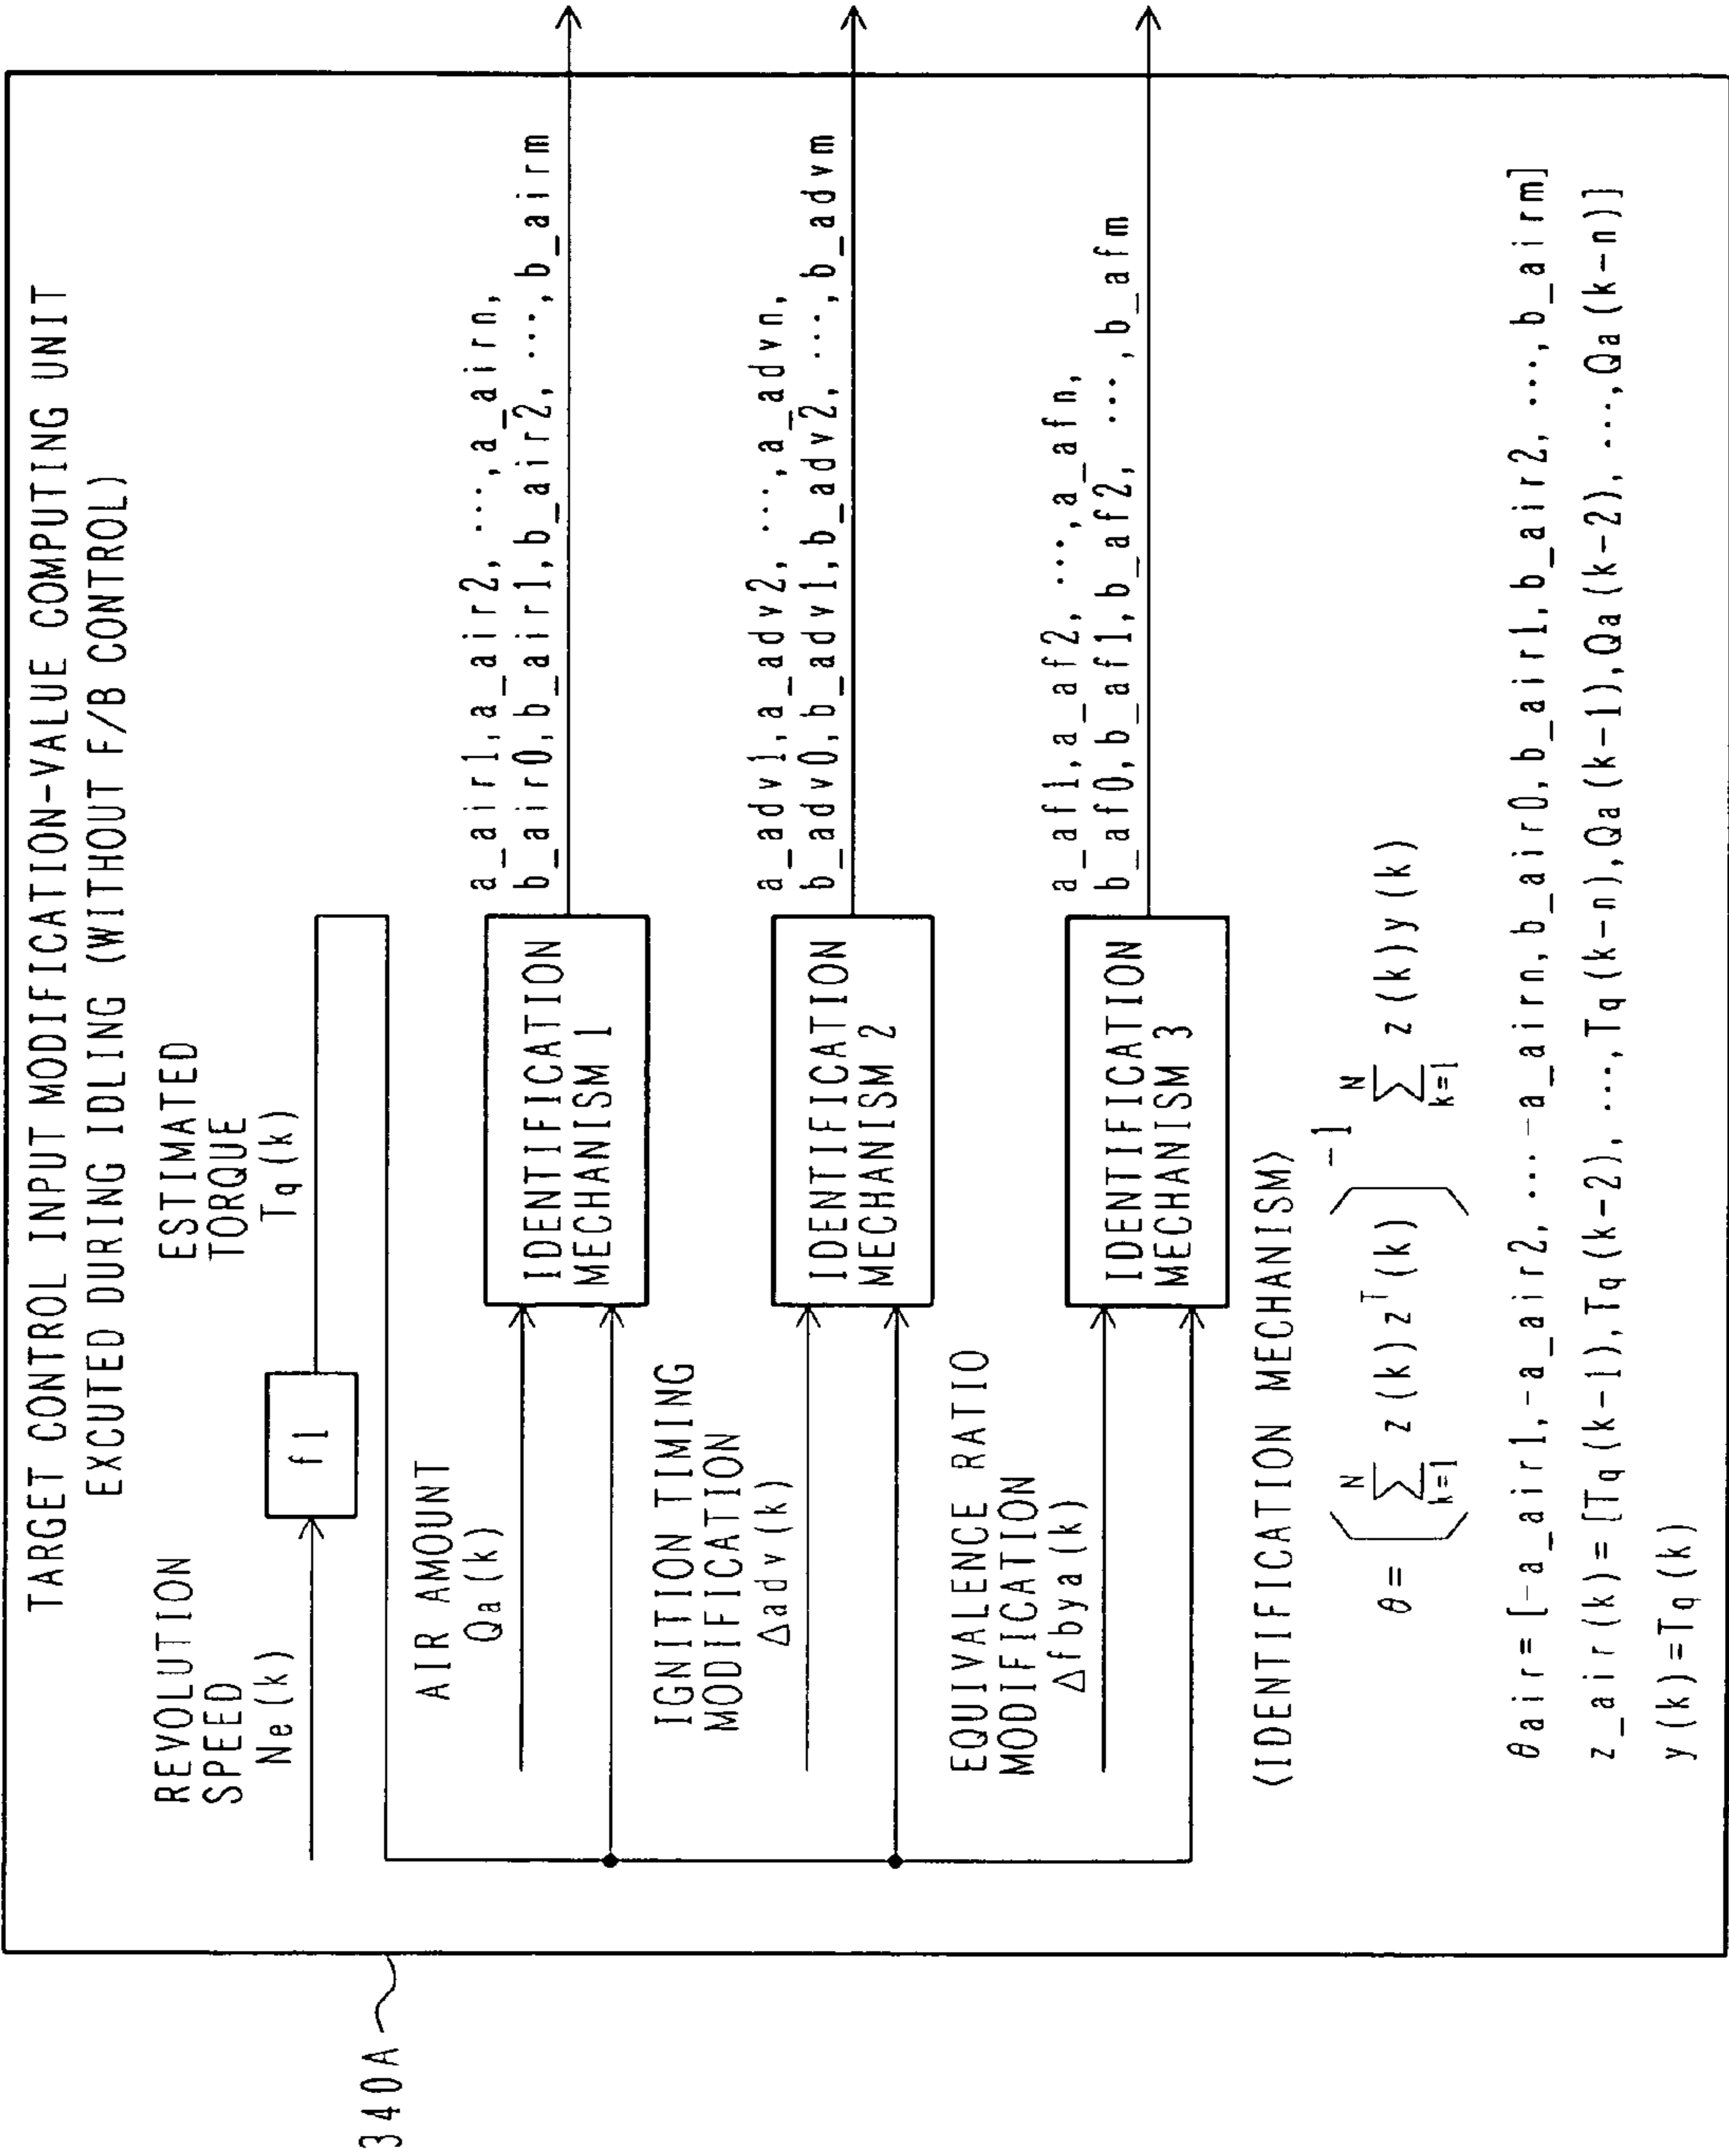 340A
TARGET CONTROL INPUT MODIFICATION-VALUE COMPUTING UNIT
EXCUTED DURING IDLING (WITHOUT F/B CONTROL)
REVOLUTION
SPEED
Ne(k)
f1
ESTIMATED
TORQUE
Tq(k)
AIR AMOUNT
Qa(k)
IDENTIFICATION
MECHANISM 1
a_air1,a_air2, ···,a_airn,
b_air0,b_air1,b_air2, ···,b_airm
IGNITION TIMING
MODIFICATION
Δadv(k)
IDENTIFICATION
MECHANISM 2
a_adv1,a_adv2, ···,a_advn,
b_adv0,b_adv1,b_adv2, ···,b_advm
EQUIVALENCE RATIO
MODIFICATION
Δfbya(k)
IDENTIFICATION
MECHANISM 3
a_af1,a_af2, ···,a_afn,
b_af0,b_af1,b_af2, ···,b_afm
⟨IDENTIFICATION MECHANISM⟩
θ=(∑_{k=1}^{N} z(k)z^T(k))^{-1} ∑_{k=1}^{N} z(k)y(k)
θair=[-a_air1,-a_air2, ···-a_airn,b_air0,b_air1,b_air2, ···,b_airm]
z_air(k)=[Tq(k-1),Tq(k-2), ···,Tq(k-n),Qa(k-1),Qa(k-2), ···,Qa(k-n)]
y(k)=Tq(k)